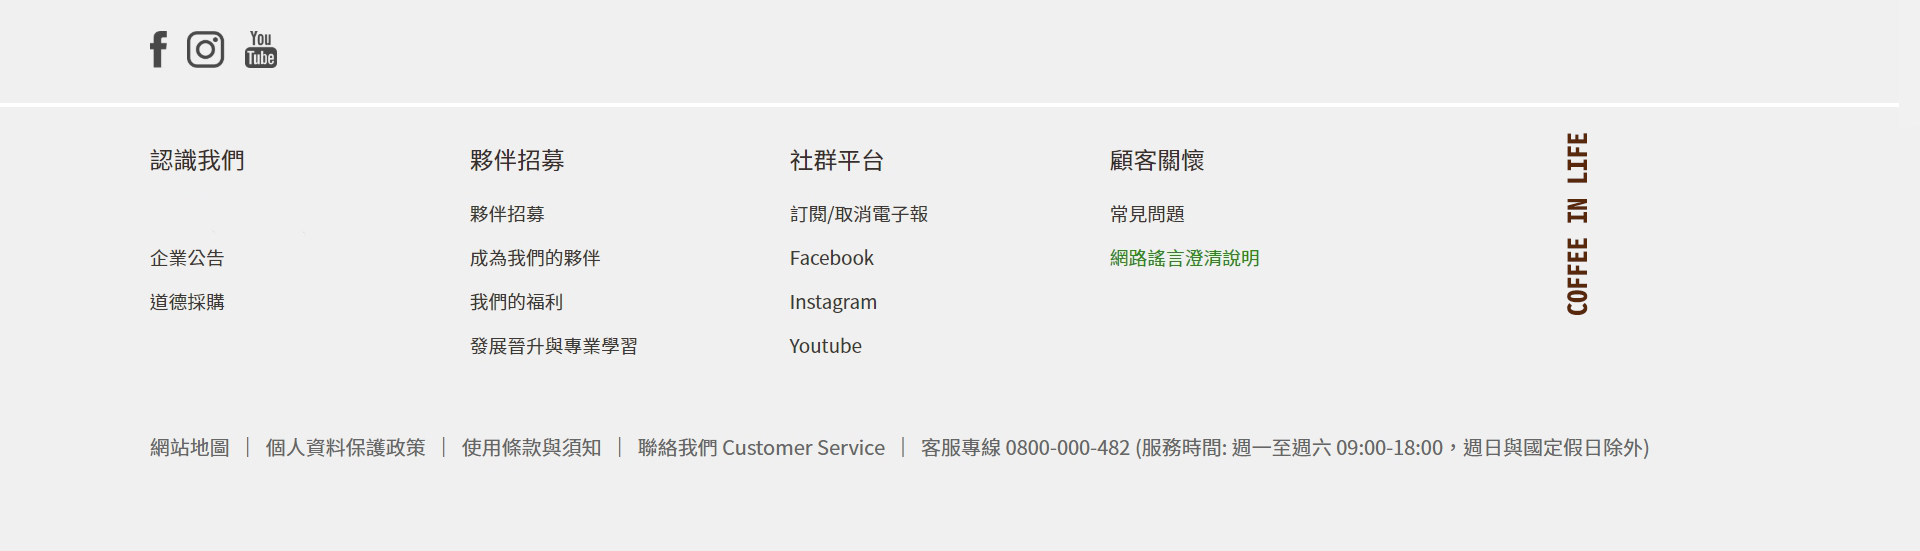 You
Tube
認識我們
企業公告
道德採購
夥伴招募
夥伴招募
成為我們的夥伴
我們的福利
發展晉升與專業學習
社群平台
訂閱/取消電子報
Facebook
Instagram
Youtube
顧客關懷
常見問題
網路謠言澄清說明
COFFEE IN LIFE
網站地圖 | 個人資料保護政策 | 使用條款與須知 | 聯絡我們 Customer Service | 客服專線 0800-000-482 (服務時間: 週一至週六 09:00-18:00，週日與國定假日除外)